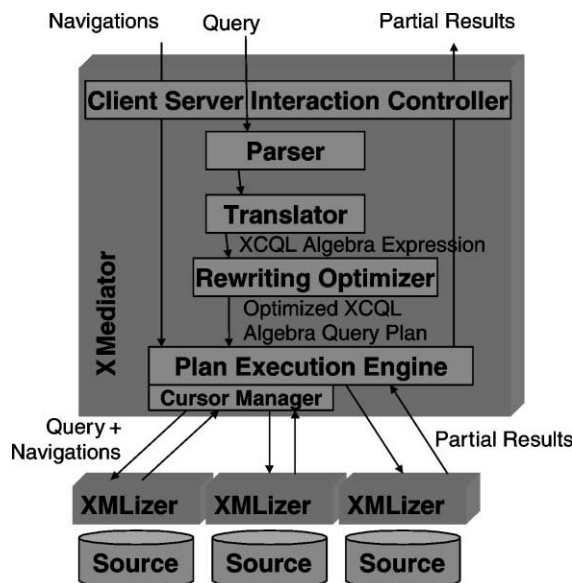 Navigations
Query
Partial Results
Client Server Interaction Controller
Parser
Translator
XCQL Algebra Expression
Rewriting Optimizer
Optimized XCQL
Algebra Query Plan
XMediator
Plan Execution Engine
Cursor Manager
Query +
Navigations
Partial Results
XMLizer
XMLizer
XMLizer
Source
Source
Source